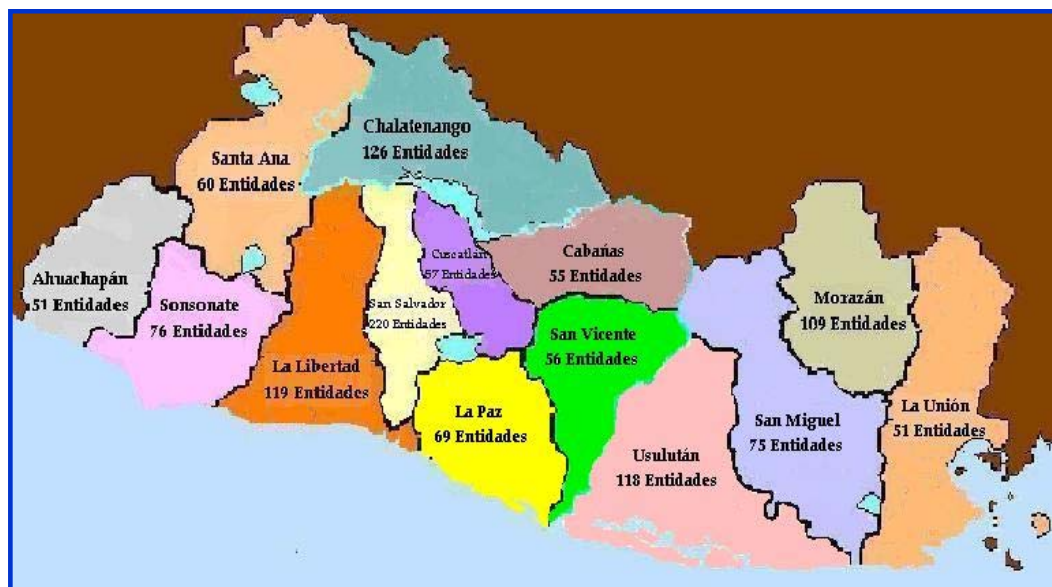 Chalatenango
126 Entidades
Santa Ana
60 Entidades
Ahuachapán
51 Entidades
Sonsonate
76 Entidades
La Libertad
119 Entidades
San Salvador
220 Entidades
Cuscatlán
57 Entidades
Cabañas
55 Entidades
San Vicente
56 Entidades
La Paz
69 Entidades
Usulután
118 Entidades
San Miguel
75 Entidades
Morazán
109 Entidades
La Unión
51 Entidades